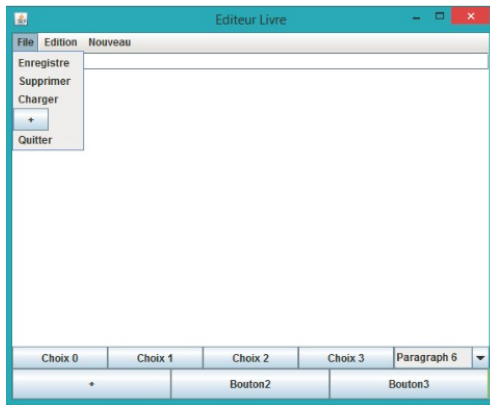 Editeur Livre
File Edition Nouveau
Enregistre
Supprimer
Charger
+
Quitter
Choix 0 Choix 1 Choix 2 Choix 3 Paragraph 6
+ Bouton2 Bouton3